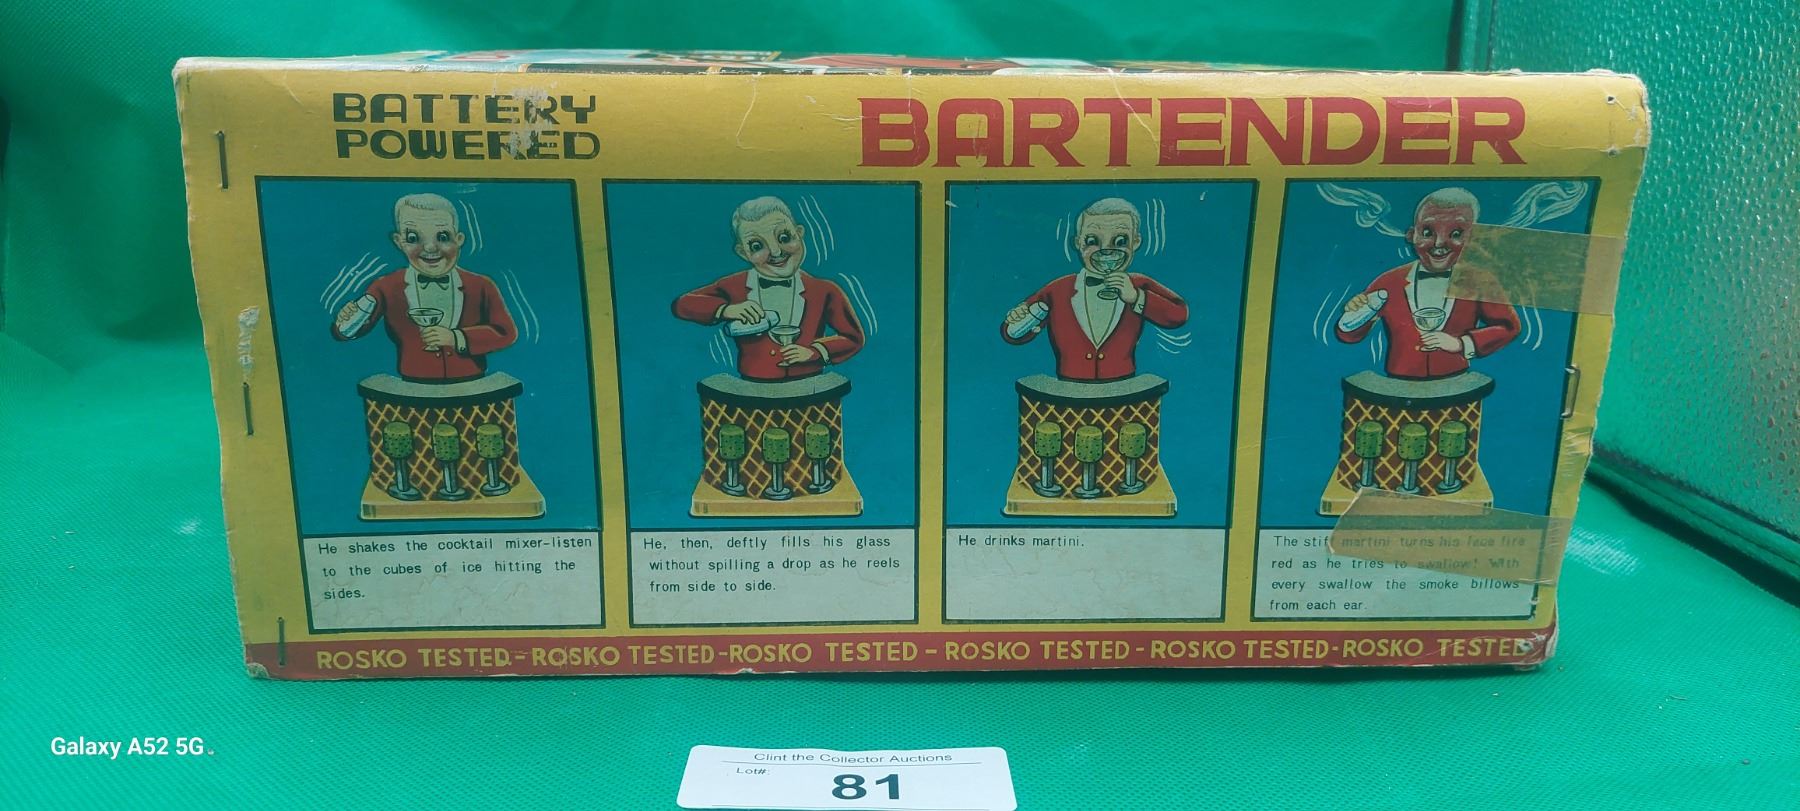 BATTERY
POWERED
BARTENDER
He shakes the cocktail mixer-listen
to the cubes of ice hitting the
sides.
He, then, deftly fills his glass
without spilling a drop as he reels
from side to side.
He drinks martini.
The stiff martini turns his face fire
red as he tries to swallow! With
every swallow the smoke billows
from each ear.
ROSKO TESTED-ROSKO TESTED-ROSKO TESTED-ROSKO TESTED-ROSKO TESTED-ROSKO TESTED
Galaxy A52 5G
Clint the Collector Auctions
Lot#:
81